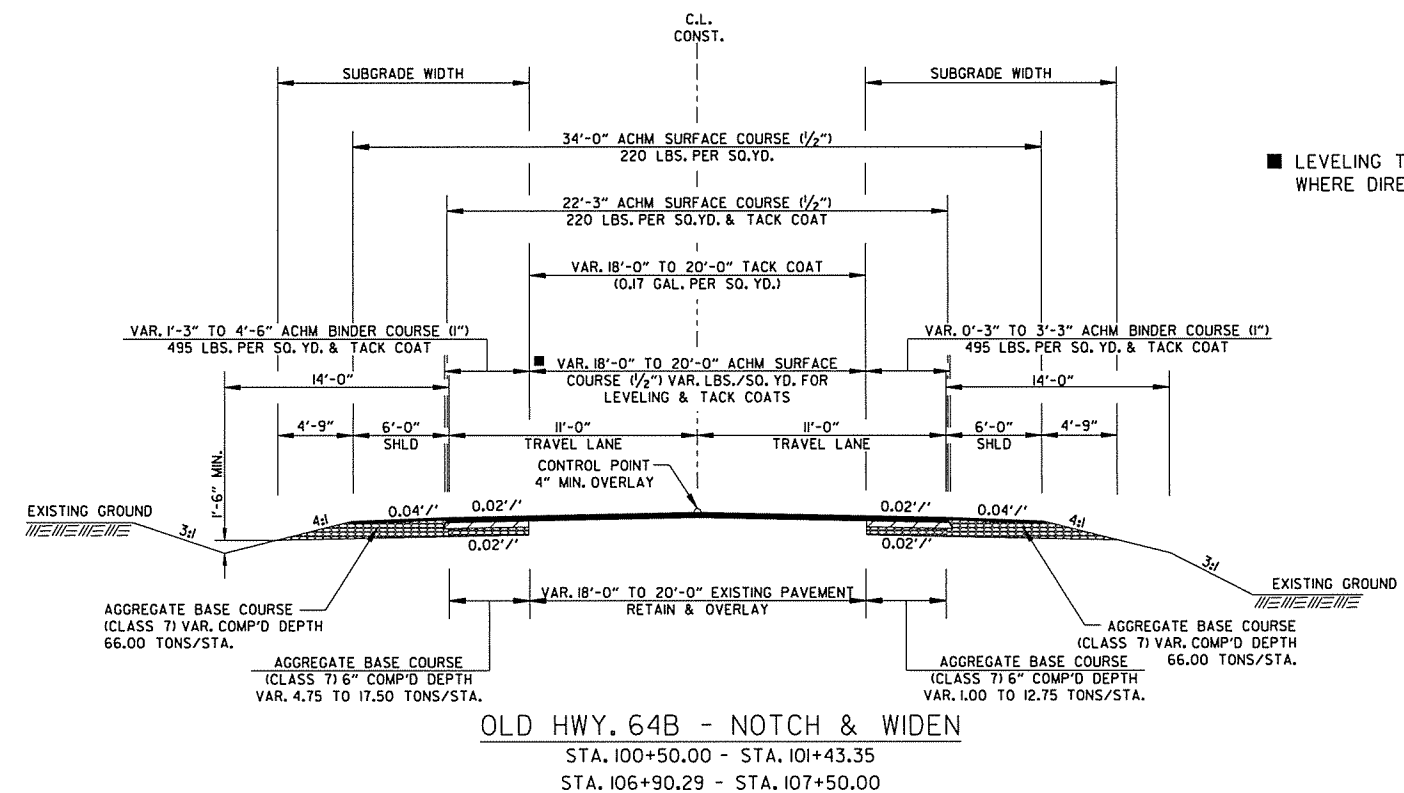 C.L.
CONST.
SUBGRADE WIDTH
SUBGRADE WIDTH
34'-0" ACHM SURFACE COURSE (1/2")
220 LBS. PER SQ.YD.
■ LEVELING
WHERE
22'-3" ACHM SURFACE COURSE (1/2")
220 LBS. PER SQ.YD. & TACK COAT
VAR. 18'-0" TO 20'-0" TACK COAT
(0.17 GAL. PER SQ. YD.)
VAR. 1'-3" TO 4'-6" ACHM BINDER COURSE (1")
495 LBS. PER SQ. YD. & TACK COAT
VAR. 0'-3" TO 3'-3" ACHM BINDER COURSE (1")
495 LBS. PER SQ. YD. & TACK COAT
■ VAR. 18'-0" TO 20'-0" ACHM SURFACE
COURSE (1/2") VAR. LBS./SQ. YD. FOR
LEVELING & TACK COATS
14'-0"
14'-0"
4'-9"
6'-0"
SHLD
11'-0"
TRAVEL LANE
11'-0"
TRAVEL LANE
6'-0"
SHLD
4'-9"
1'-6" MIN.
CONTROL POINT
4" MIN. OVERLAY
EXISTING GROUND
3:1
4:1
0.04'/'
0.02'/'
0.02'/'
0.04'/'
4:1
0.02'/'
0.02'/'
3:1
EXISTING GROUND
AGGREGATE BASE COURSE
(CLASS 7) VAR. COMP'D DEPTH
66.00 TONS/STA.
VAR. 18'-0" TO 20'-0" EXISTING PAVEMENT
RETAIN & OVERLAY
AGGREGATE BASE COURSE
(CLASS 7) VAR. COMP'D DEPTH
66.00 TONS/STA.
AGGREGATE BASE COURSE
(CLASS 7) 6" COMP'D DEPTH
VAR. 4.75 TO 17.50 TONS/STA.
AGGREGATE BASE COURSE
(CLASS 7) 6" COMP'D DEPTH
VAR. 1.00 TO 12.75 TONS/STA.
OLD HWY. 64B - NOTCH & WIDEN
STA. 100+50.00 - STA. 101+43.35
STA. 106+90.29 - STA. 107+50.00